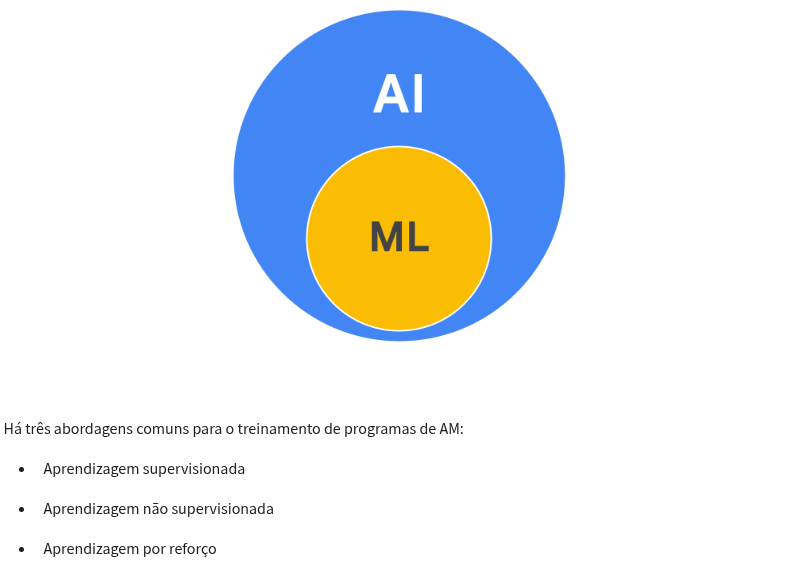 AI
ML
Há três abordagens comuns para o treinamento de programas de AM:
• Aprendizagem supervisionada
• Aprendizagem não supervisionada
• Aprendizagem por reforço